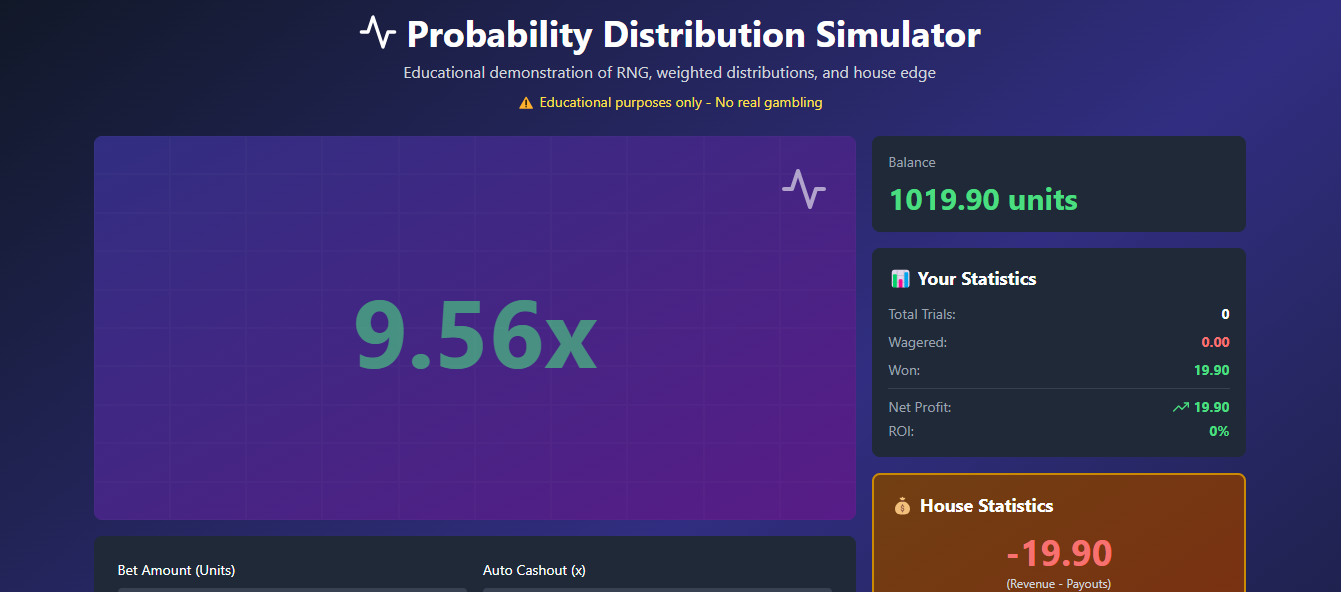 Probability Distribution Simulator
Educational demonstration of RNG, weighted distributions, and house edge
Educational purposes only - No real gambling
9.56x
Balance
1019.90 units
Your Statistics
Total Trials: 0
Wagered: 0.00
Won: 19.90
Net Profit: 19.90
ROI: 0%
House Statistics
-19.90
(Revenue - Payouts)
Bet Amount (Units)
Auto Cashout (x)